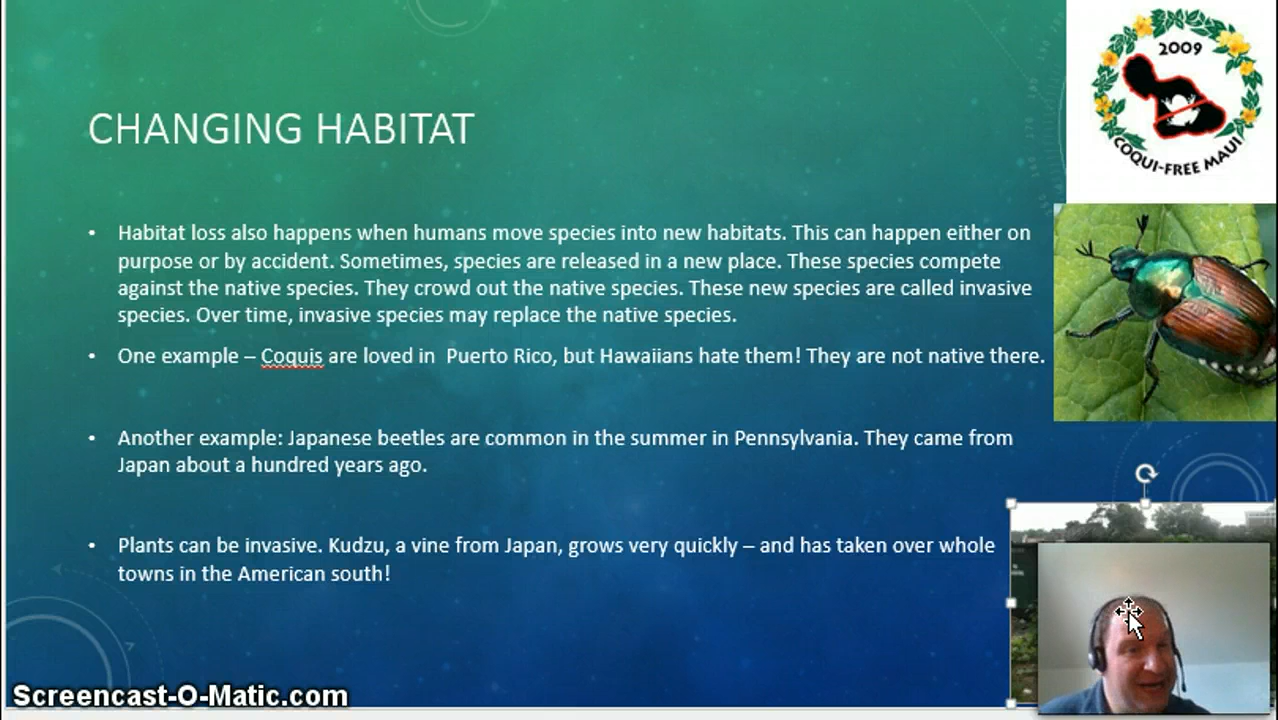 2009
COQUI-FREE MAUI
CHANGING HABITAT
• Habitat loss also happens when humans move species into new habitats. This can happen either on
purpose or by accident. Sometimes, species are released in a new place. These species compete
against the native species. They crowd out the native species. These new species are called invasive
species. Over time, invasive species may replace the native species.
• One example – Coquis are loved in  Puerto Rico, but Hawaiians hate them! They are not native there.
• Another example: Japanese beetles are common in the summer in Pennsylvania. They came from
Japan about a hundred years ago.
• Plants can be invasive. Kudzu, a vine from Japan, grows very quickly – and has taken over whole
towns in the American south!
Screencast-O-Matic.com